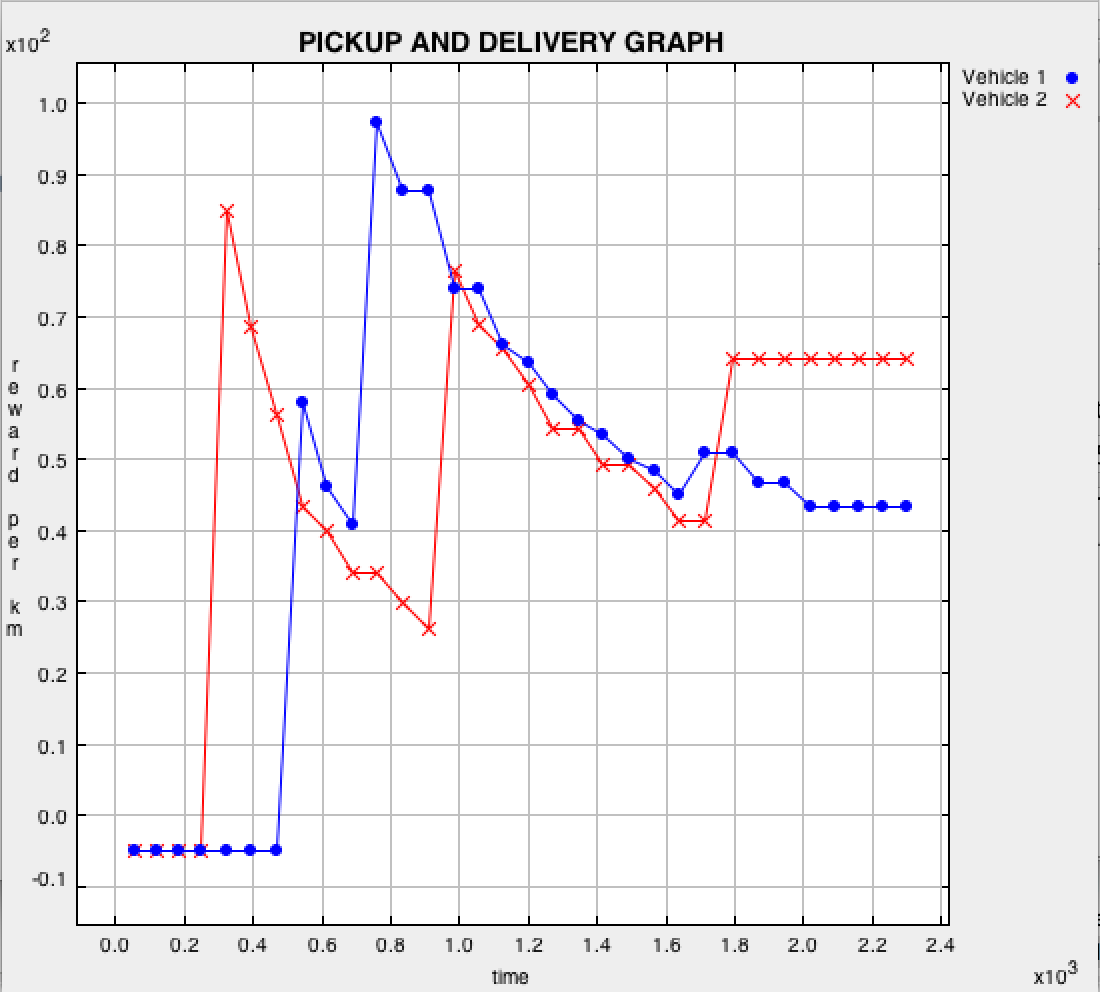 PICKUP AND DELIVERY GRAPH
x10²
Vehicle 1
Vehicle 2
1.0
0.9
0.8
0.7
0.6
0.5
0.4
0.3
0.2
0.1
0.0
-0.1
reward per km
0.0 0.2 0.4 0.6 0.8 1.0 1.2 1.4 1.6 1.8 2.0 2.2 2.4
time
x10³